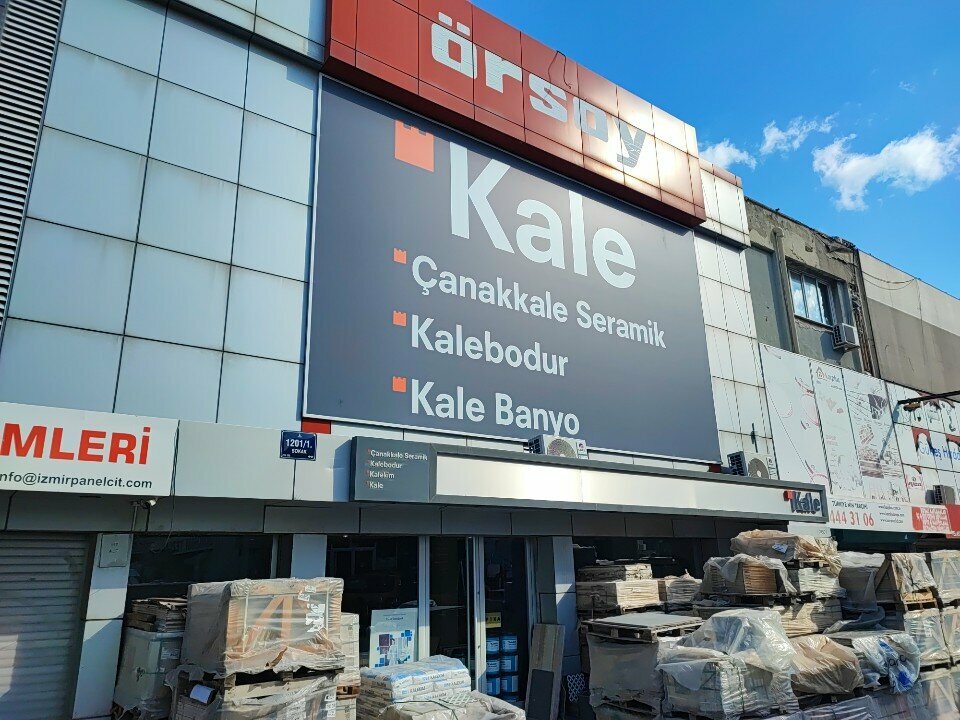 örsoy
Kale
Çanakkale Seramik
Kalebodur
Kale Banyo
MLERİ
nfo@izmirpanelcit.com
1201/1.
SOKAK
Çanakkale Seramik
Kalebodur
Kalekim
Kale
Kale
444 31 06